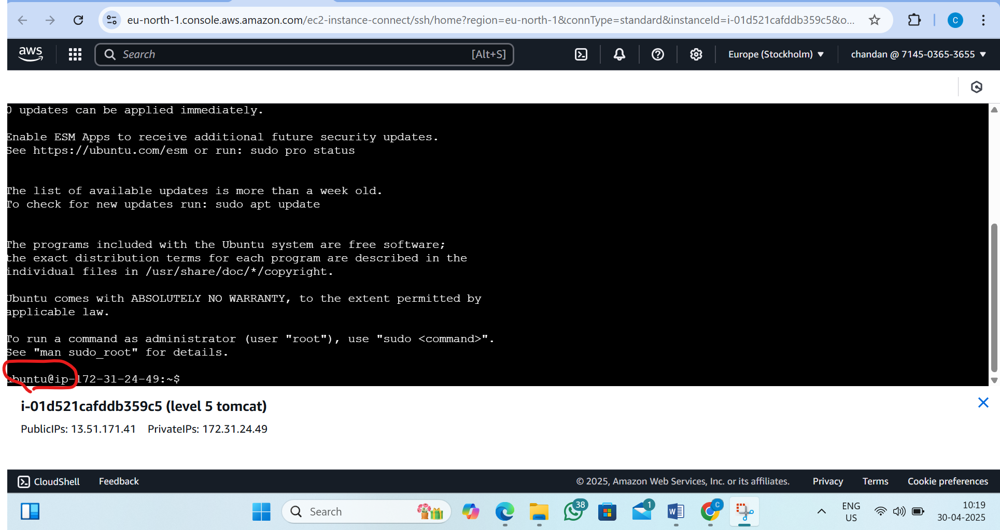 eu-north-1.console.aws.amazon.com/ec2-instance-connect/ssh/home?region=eu-north-1&connType=standard&instanceId=i-01d521cafddb359c5&o...
C
aws
Search [Alt+S]
Europe (Stockholm)
chandan @ 7145-0365-3655
0 updates can be applied immediately.
Enable ESM Apps to receive additional future security updates.
See https://ubuntu.com/esm or run: sudo pro status
The list of available updates is more than a week old.
To check for new updates run: sudo apt update
The programs included with the Ubuntu system are free software;
the exact distribution terms for each program are described in the
individual files in /usr/share/doc/*/copyright.
Ubuntu comes with ABSOLUTELY NO WARRANTY, to the extent permitted by
applicable law.
To run a command as administrator (user "root"), use "sudo <command>".
See "man sudo_root" for details.
ubuntu@ip-172-31-24-49:~$
i-01d521cafddb359c5 (level 5 tomcat)
PublicIPs: 13.51.171.41 PrivateIPs: 172.31.24.49
CloudShell Feedback © 2025, Amazon Web Services, Inc. or its affiliates. Privacy Terms Cookie preferences
Search
38
1
W
C
ENG
US
10:19
30-04-2025